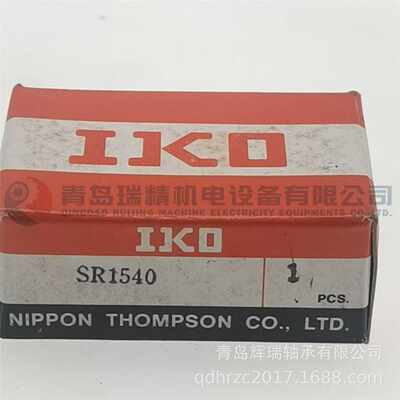 IKO
青岛瑞精机电设备有限公司
QINGDAO RUIJING MACHINE ELECTRICITY EQUIPMENTS CO.,LTD.
IKO
SR1540
1
PCS.
NIPPON THOMPSON CO., LTD.
青岛辉瑞轴承有限公司
qdhrzc2017.1688.com